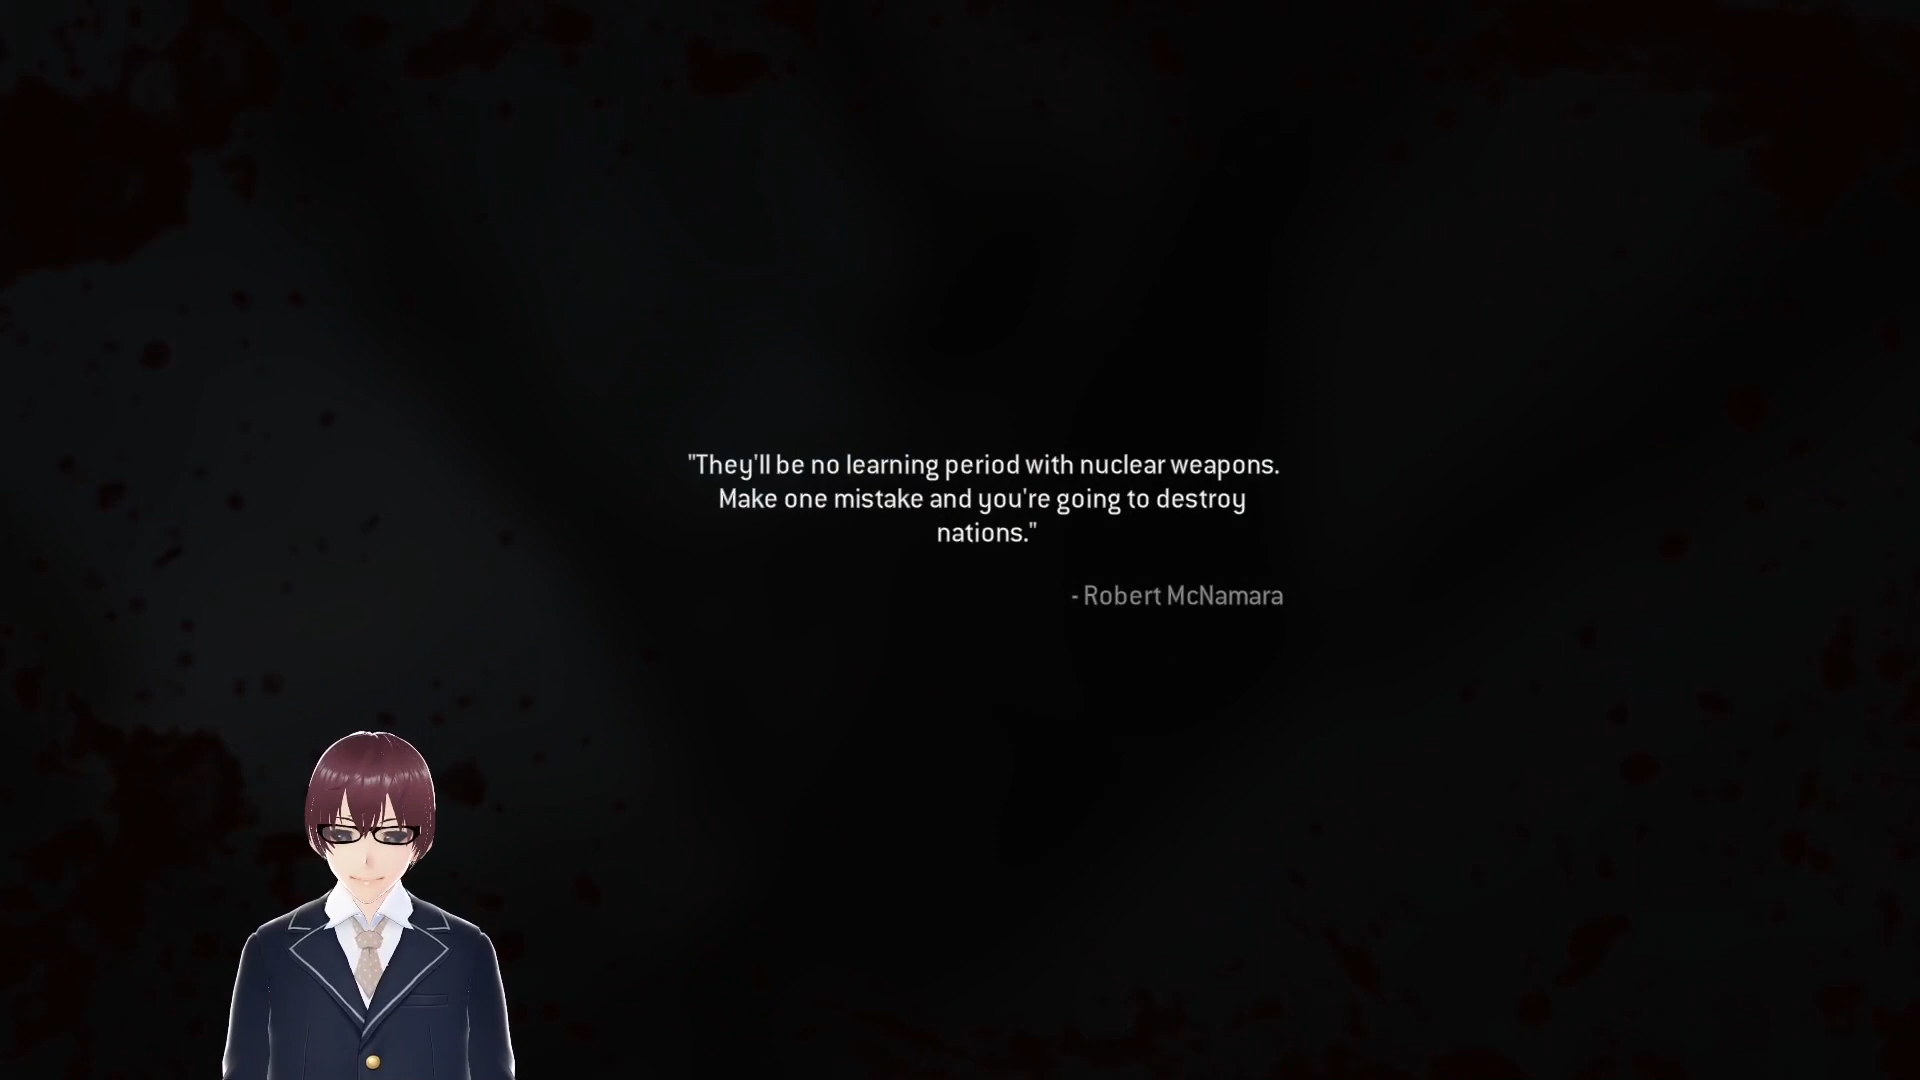 "They'll be no learning period with nuclear weapons.
Make one mistake and you're going to destroy
nations."
- Robert McNamara